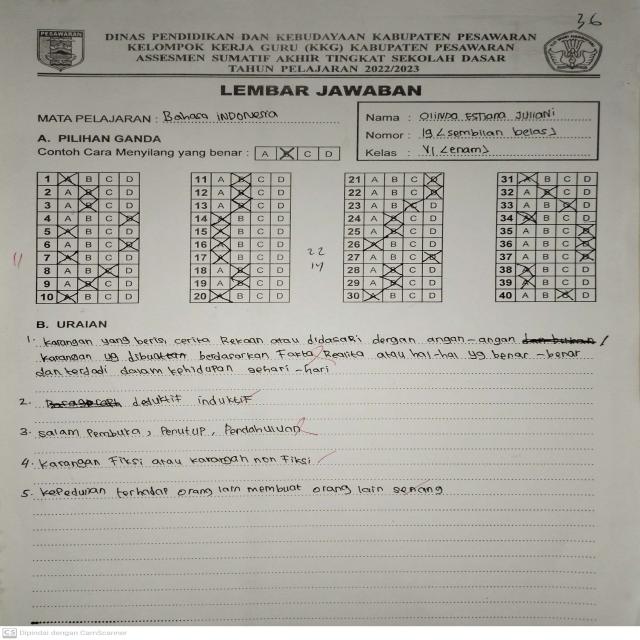 36
PESAWARAN
DINAS PENDIDIKAN DAN KEBUDAYAAN KABUPATEN PESAWARAN
KELOMPOK KERJA GURU (KKG) KABUPATEN PESAWARAN
ASSESMEN SUMATIF AKHIR TINGKAT SEKOLAH DASAR
TAHUN PELAJARAN 2022/2023
LEMBAR JAWABAN
MATA PELAJARAN : Bahasa INDONESIA
Nama : OLINDA ESTIARA JULIANI
Nomor : 19 (sembilan belas)
Kelas : VI (enam)
A. PILIHAN GANDA
Contoh Cara Menyilang yang benar : A B C D
1 A B C D 11 A B C D 21 A B C D 31 A B C D
2 A B C D 12 A B C D 22 A B C D 32 A B C D
3 A B C D 13 A B C D 23 A B C D 33 A B C D
4 A B C D 14 A B C D 24 A B C D 34 A B C D
5 A B C D 15 A B C D 25 A B C D 35 A B C D
6 A B C D 16 A B C D 26 A B C D 36 A B C D
7 A B C D 17 A B C D 27 A B C D 37 A B C D
8 A B C D 18 A B C D 28 A B C D 38 A B C D
9 A B C D 19 A B C D 29 A B C D 39 A B C D
10 A B C D 20 A B C D 30 A B C D 40 A B C D
22
14
B. URAIAN
1. karangan yang berisi cerita Rekaan atau didasari dengan angan-angan
karangan yg dibuat berdasarkan Fakta Realita atau hal-hal yg benar-benar
dan terjadi dalam kehidupan sehari-hari
2. deduktif induktif
3. salam Pembuka, Penutup, Pendahuluan
4. karangan Fiksi atau karangan non Fiksi
5. kepedulian terhadap orang lain membuat orang lain senang
CS Dipindai dengan CamScanner